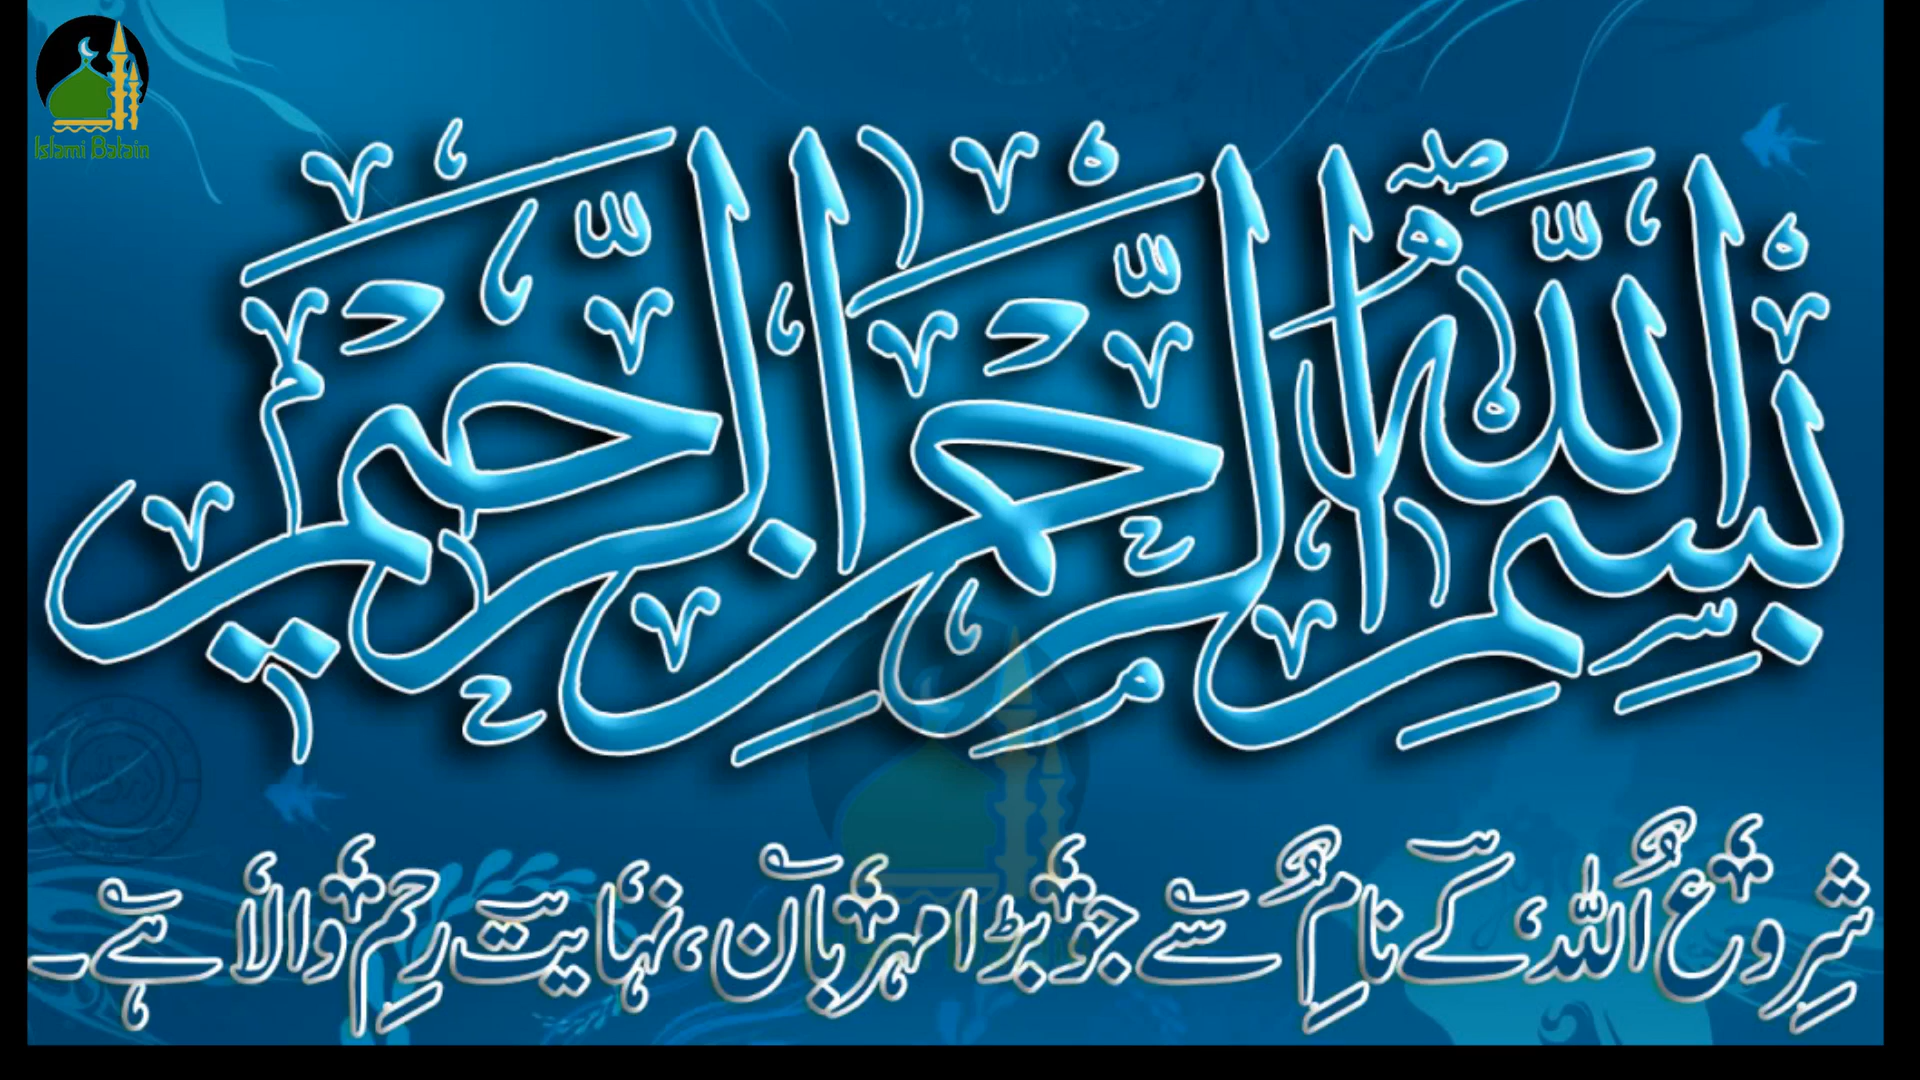 Islami Batain
بِسْمِ اللّٰهِ الرَّحْمٰنِ الرَّحِيْمِ
شروع اللہ کے نام سے جو بڑا مہربان، نہایت رحم والا ہے۔